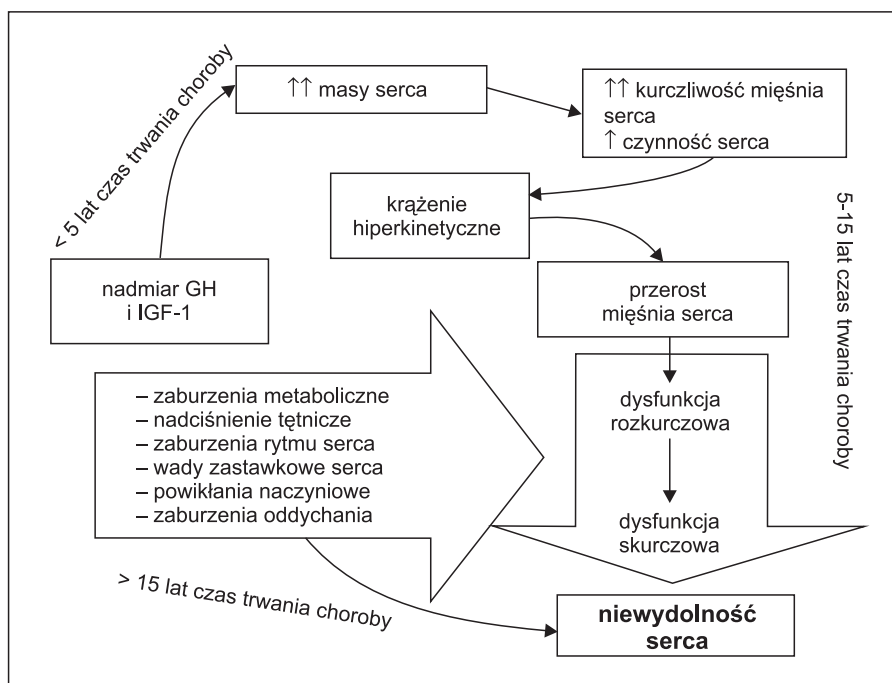 < 5 lat czas trwania choroby
↑↑ masy serca
↑↑ kurczliwość mięśnia
serca
↑ czynność serca
krążenie
hiperkinetyczne
5-15 lat czas trwania choroby
nadmiar GH
i IGF-1
przerost
mięśnia serca
– zaburzenia metaboliczne
– nadciśnienie tętnicze
– zaburzenia rytmu serca
– wady zastawkowe serca
– powikłania naczyniowe
– zaburzenia oddychania
dysfunkcja
rozkurczowa
dysfunkcja
skurczowa
> 15 lat czas trwania choroby
niewydolność
serca